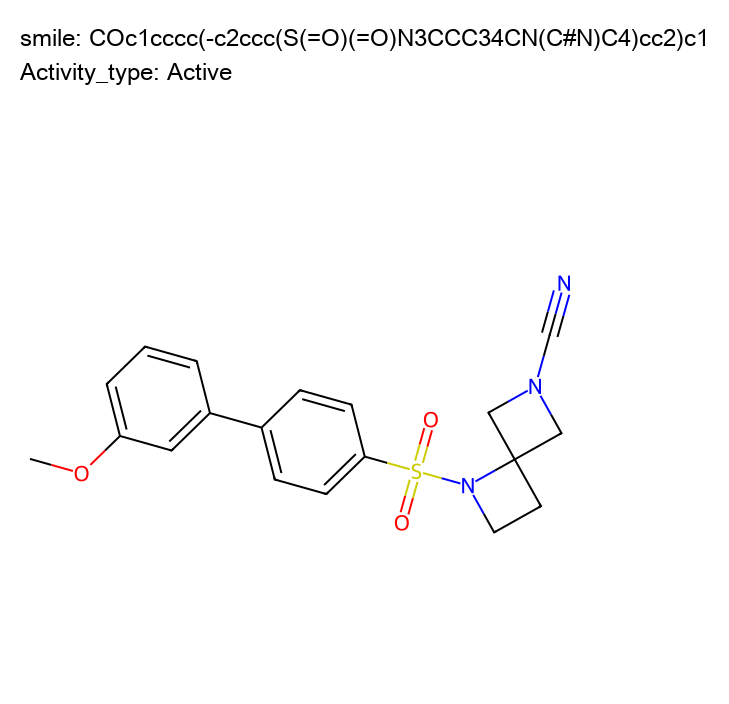 smile: COc1cccc(-c2ccc(S(=O)(=O)N3CCC34CN(C#N)C4)cc2)c1
Activity_type: Active
N
N
O
S
N
O
O